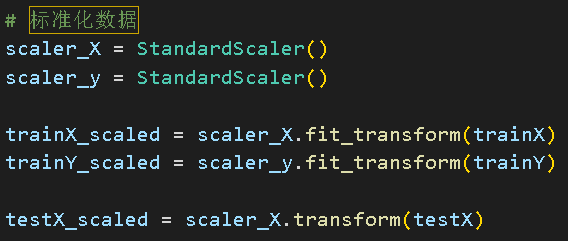 # 标准化数据
scaler_X = StandardScaler()
scaler_y = StandardScaler()
trainX_scaled = scaler_X.fit_transform(trainX)
trainY_scaled = scaler_y.fit_transform(trainY)
testX_scaled = scaler_X.transform(testX)